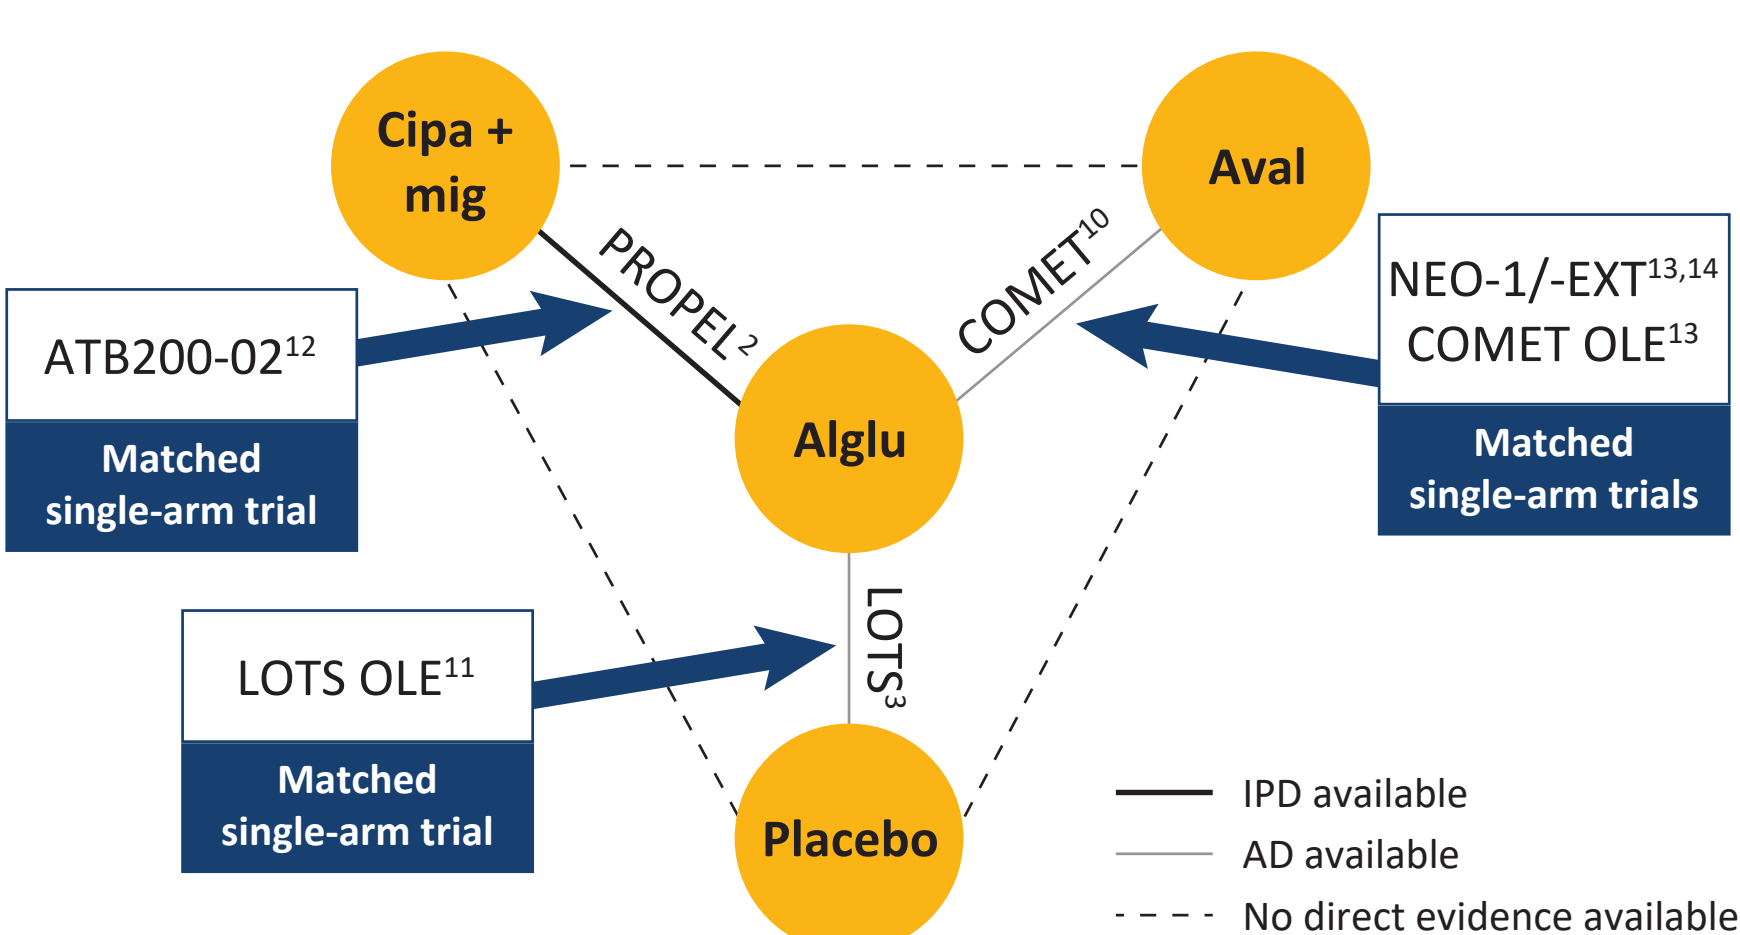 Cipa +
mig
Aval
PROPEL2
COMET10
NEO-1/-EXT13,14
COMET OLE13
Matched
single-arm trials
ATB200-0212
Matched
single-arm trial
Alglu
LOTS3
LOTS OLE11
Matched
single-arm trial
Placebo
IPD available
AD available
No direct evidence available